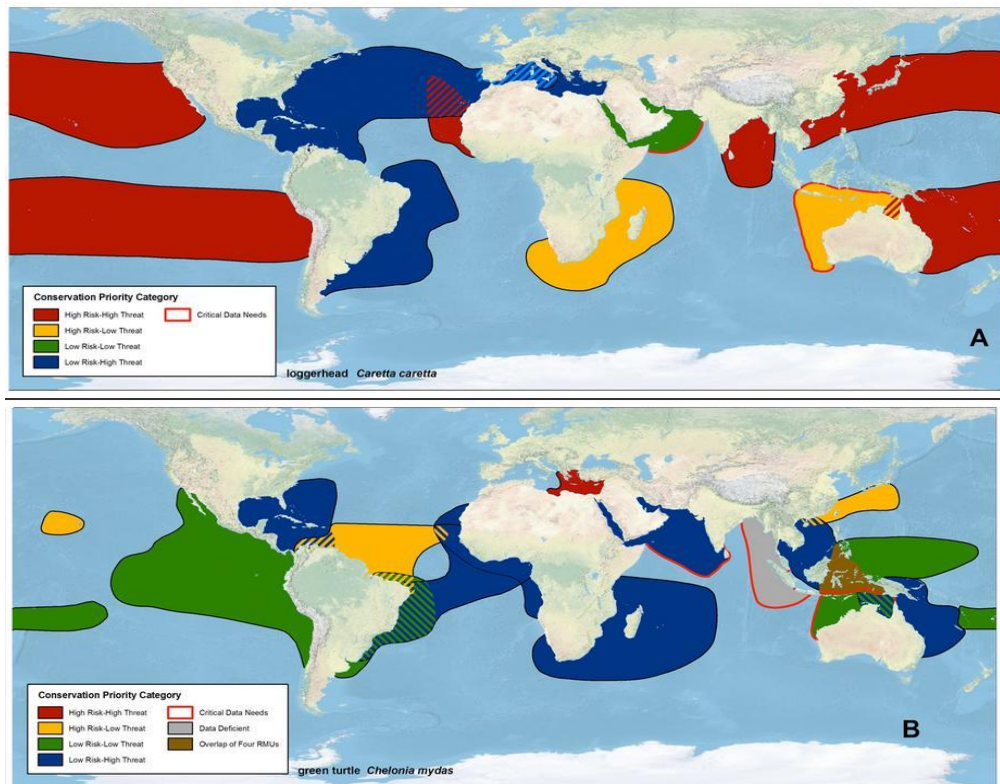 Conservation Priority Category
High Risk-High Threat
Critical Data Needs
High Risk-Low Threat
Low Risk-Low Threat
Low Risk-High Threat
loggerhead Caretta caretta
A
Conservation Priority Category
High Risk-High Threat
Critical Data Needs
High Risk-Low Threat
Data Deficient
Low Risk-Low Threat
Overlap of Four RMUs
Low Risk-High Threat
green turtle Chelonia mydas
B